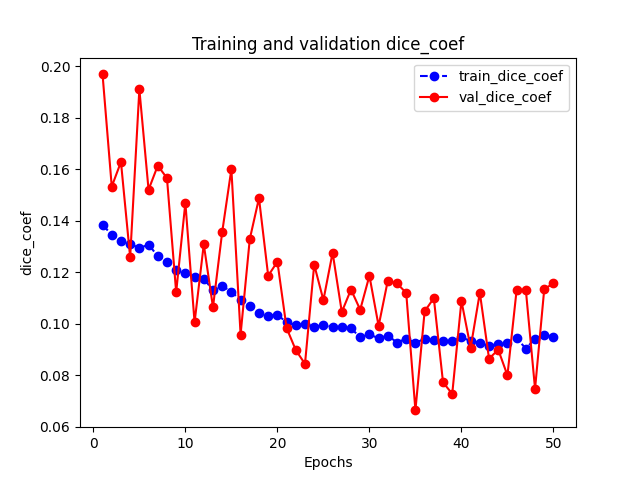 Training and validation dice_coef
train_dice_coef
val_dice_coef
0.20
0.18
0.16
0.14
0.12
0.10
0.08
0.06
dice_coef
0
10
20
30
40
50
Epochs